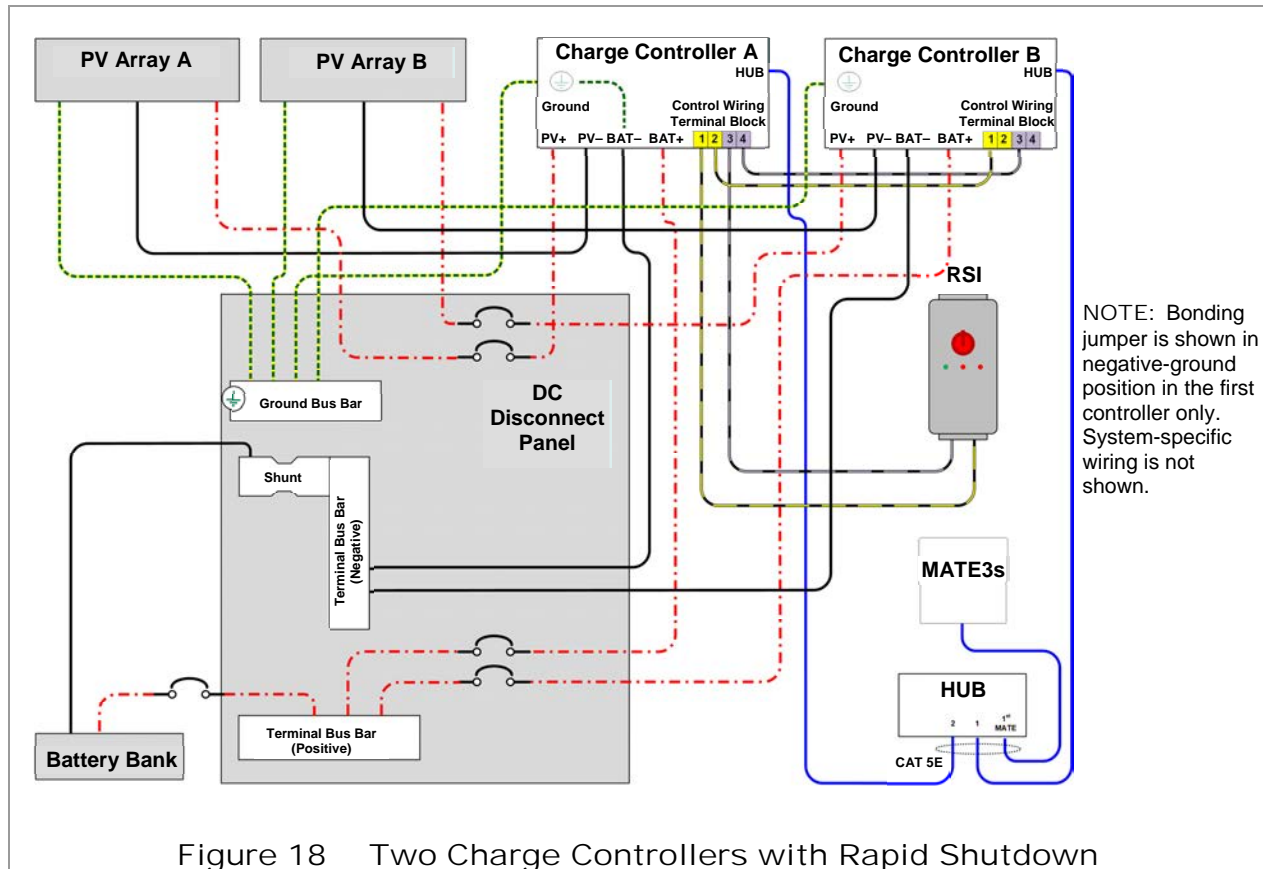 PV Array A
PV Array B
Charge Controller A
HUB
Ground
Control Wiring
Terminal Block
PV+ PV– BAT– BAT+ 1 2 3 4
Charge Controller B
HUB
Ground
Control Wiring
Terminal Block
PV+ PV– BAT– BAT+ 1 2 3 4
RSI
NOTE: Bonding
jumper is shown in
negative-ground
position in the first
controller only.
System-specific
wiring is not
shown.
Ground Bus Bar
DC
Disconnect
Panel
Shunt
Terminal Bus Bar
(Negative)
MATE3s
HUB
2 1 1st
MATE
CAT 5E
Terminal Bus Bar
(Positive)
Battery Bank
Figure 18 Two Charge Controllers with Rapid Shutdown